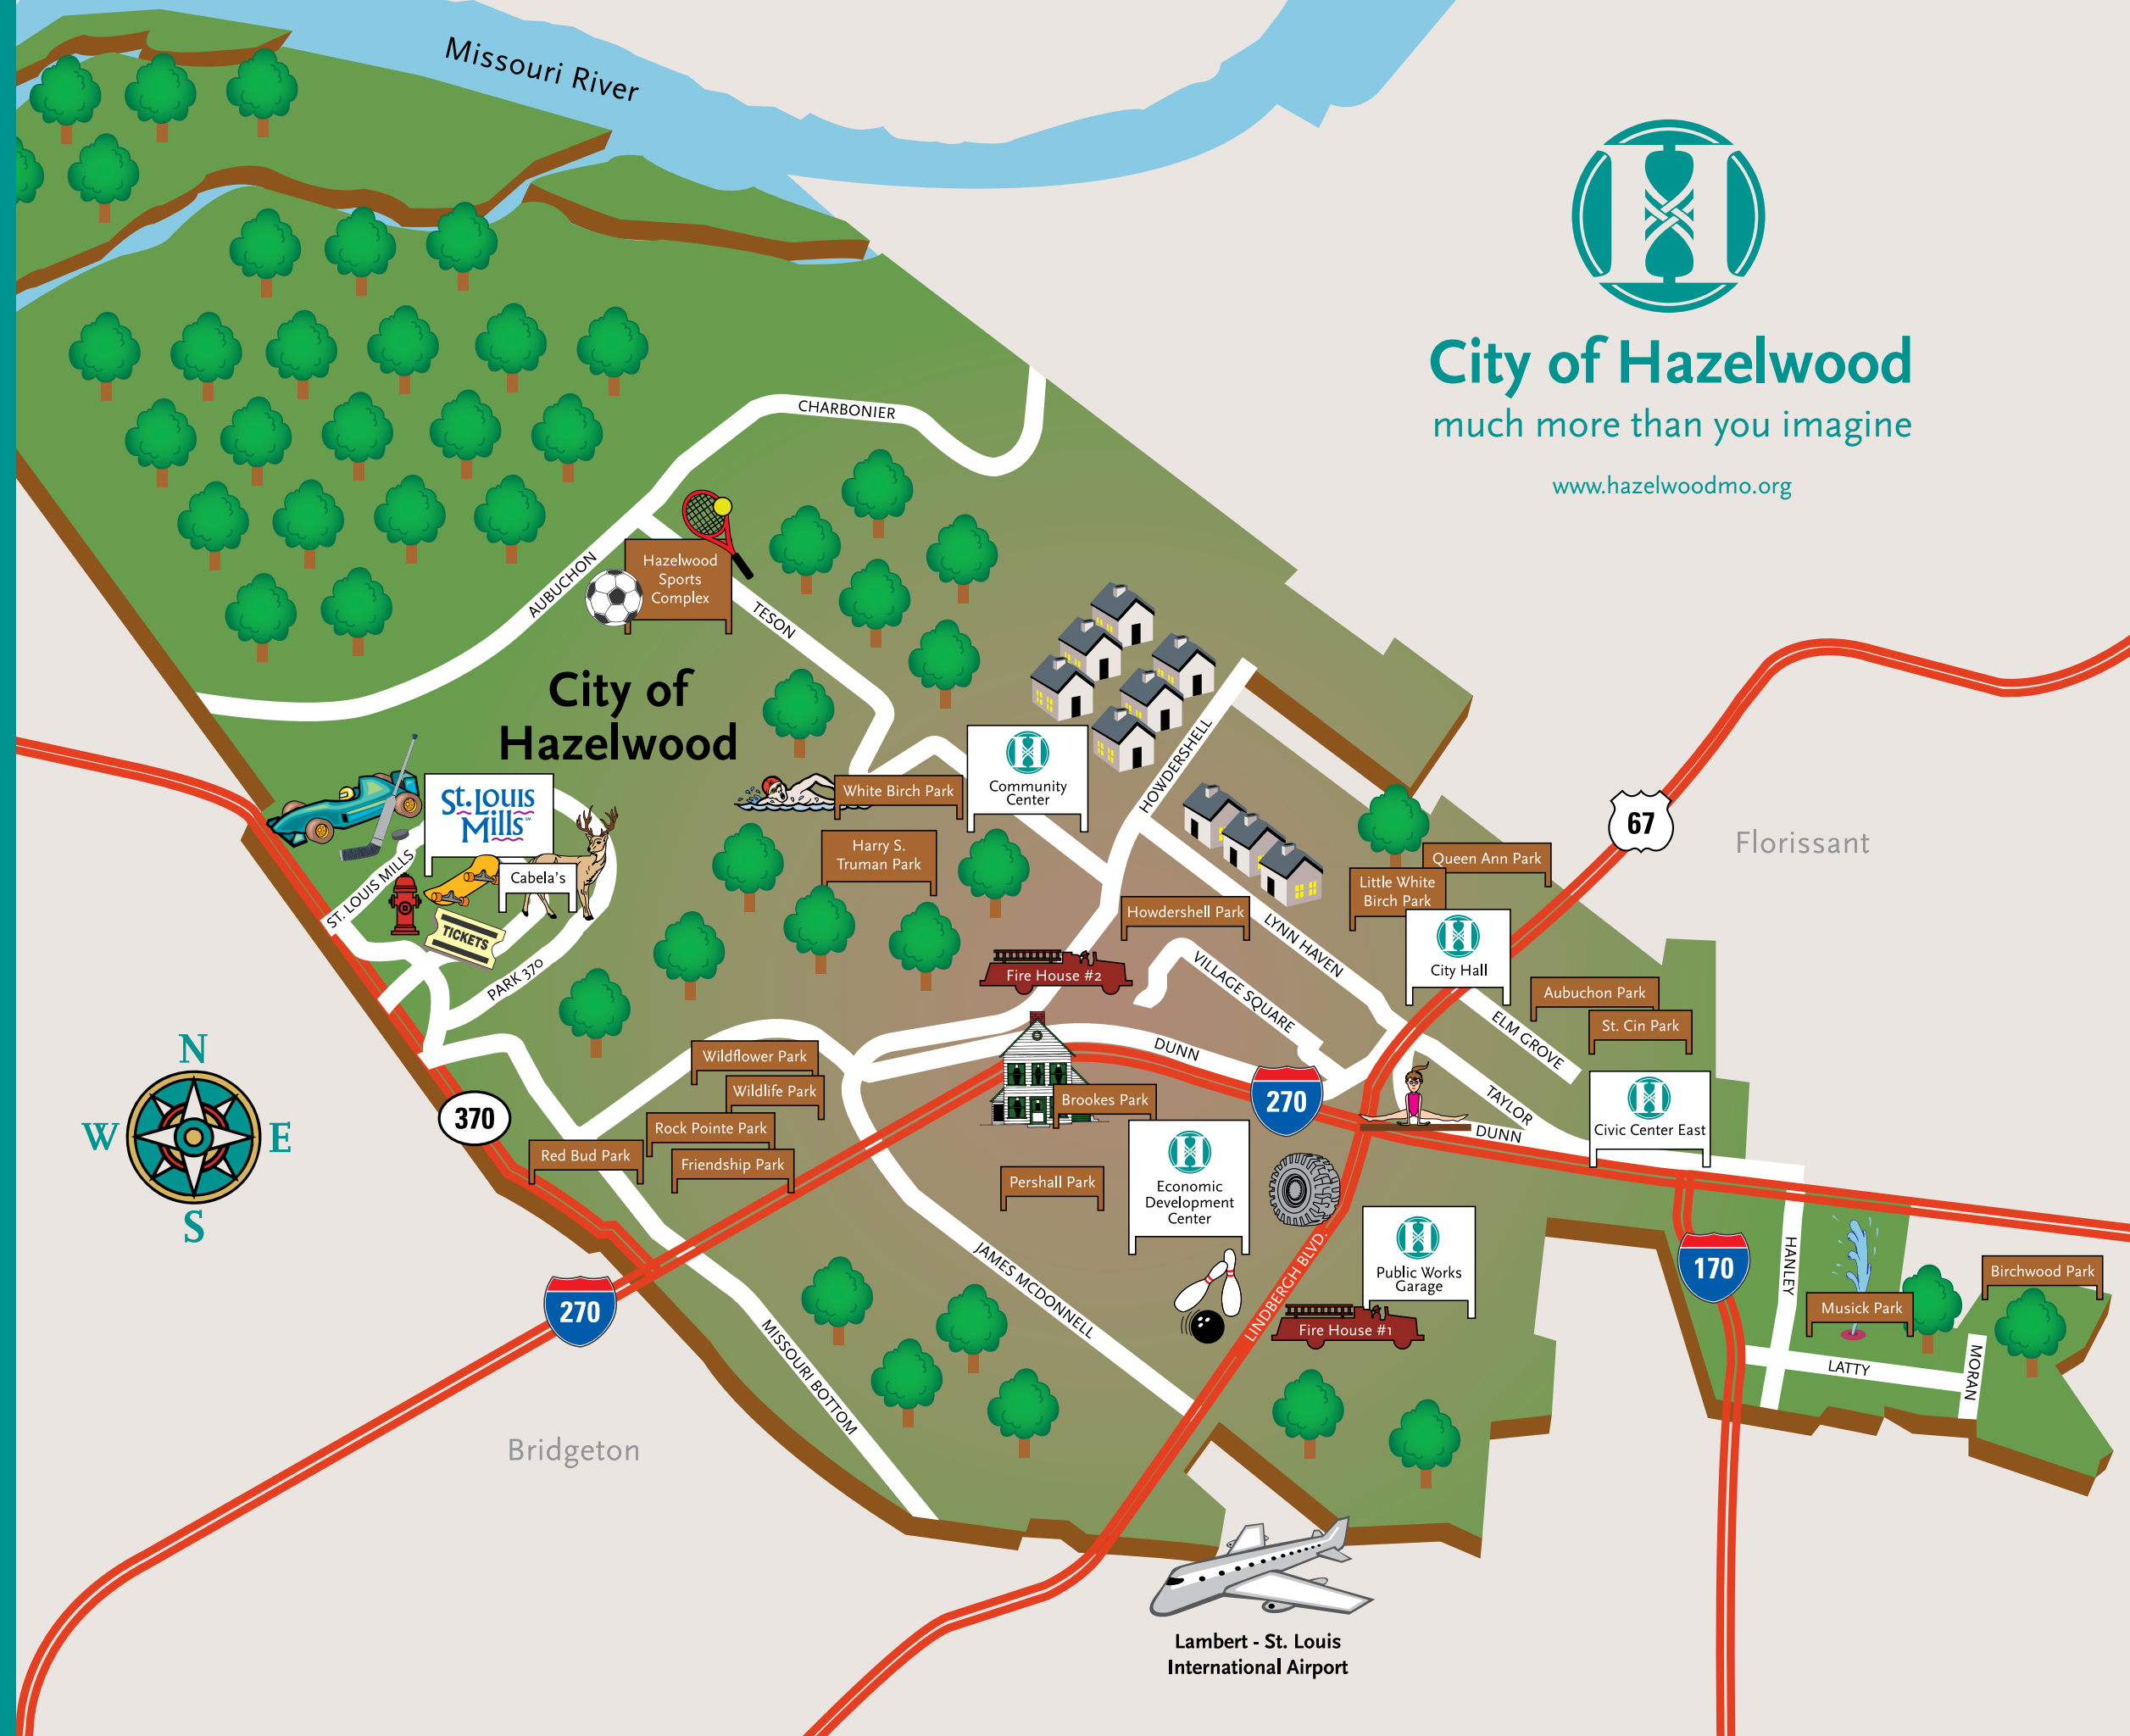 Missouri River
City of Hazelwood
much more than you imagine
www.hazelwoodmo.org
CHARBONIER
AUBUCHON
Hazelwood
Sports
Complex
TESON
City of
Hazelwood
HOWDERSHELL
St. Louis
Mills
Cabela's
ST. LOUIS MILLS
TICKETS
PARK 370
White Birch Park
Community
Center
Harry S.
Truman Park
67
Florissant
Queen Ann Park
Little White
Birch Park
Howdershell Park
LYNN HAVEN
City Hall
Fire House #2
VILLAGE SQUARE
Aubuchon Park
St. Cin Park
ELM GROVE
N
W
E
S
370
Wildflower Park
Wildlife Park
Rock Pointe Park
Red Bud Park
Friendship Park
DUNN
Brookes Park
270
TAYLOR
DUNN
Civic Center East
Pershall Park
Economic
Development
Center
JAMES MCDONNELL
LINDBERGH BLVD.
Public Works
Garage
Fire House #1
170
HANLEY
Musick Park
Birchwood Park
LATTY
MORAN
270
MISSOURI BOTTOM
Bridgeton
Lambert - St. Louis
International Airport